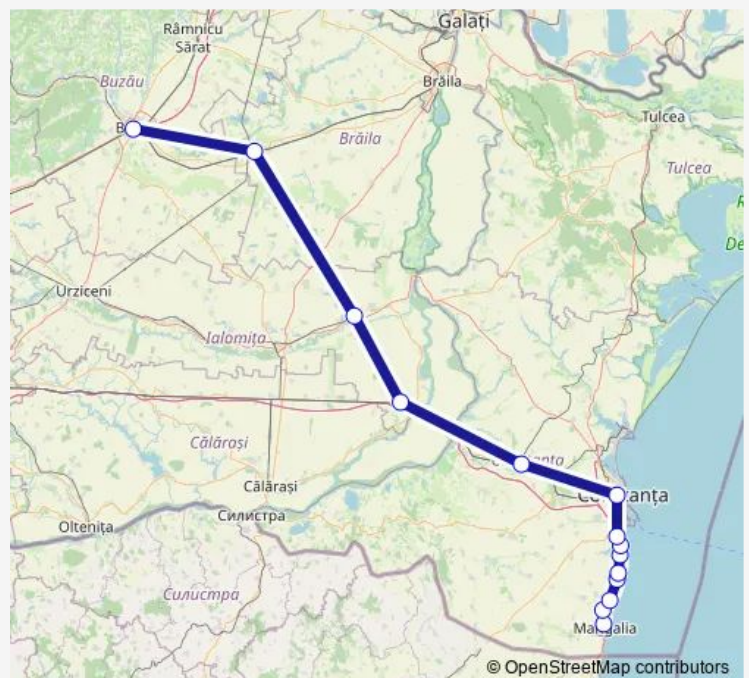 Galați
Râmnicu
Sărat
Buzău
Brăila
Tulcea
Brăila
Tulcea
Urziceni
Ialomița
Călărași
Călărași
Oltenița
Силистра
Силистра
Mangalia
© OpenStreetMap contributors